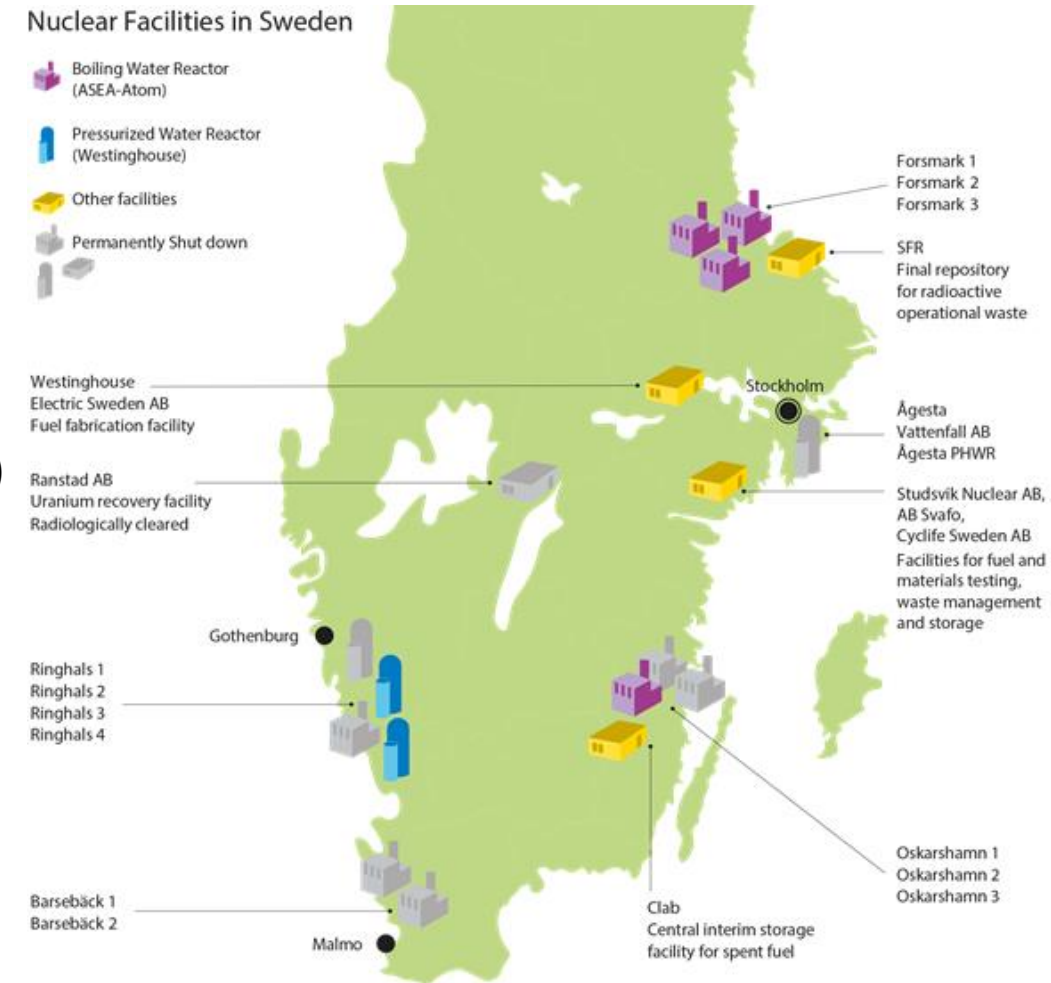 Nuclear Facilities in Sweden
Boiling Water Reactor
(ASEA-Atom)
Pressurized Water Reactor
(Westinghouse)
Other facilities
Permanently Shut down
Forsmark 1
Forsmark 2
Forsmark 3
SFR
Final repository
for radioactive
operational waste
Westinghouse
Electric Sweden AB
Fuel fabrication facility
Stockholm
Ågesta
Vattenfall AB
Ågesta PHWR
Ranstad AB
Uranium recovery facility
Radiologically cleared
Studsvik Nuclear AB,
AB Svafo,
Cyclife Sweden AB
Facilities for fuel and
materials testing,
waste management
and storage
Gothenburg
Ringhals 1
Ringhals 2
Ringhals 3
Ringhals 4
Oskarshamn 1
Oskarshamn 2
Oskarshamn 3
Barsebäck 1
Barsebäck 2
Clab
Central interim storage
facility for spent fuel
Malmo